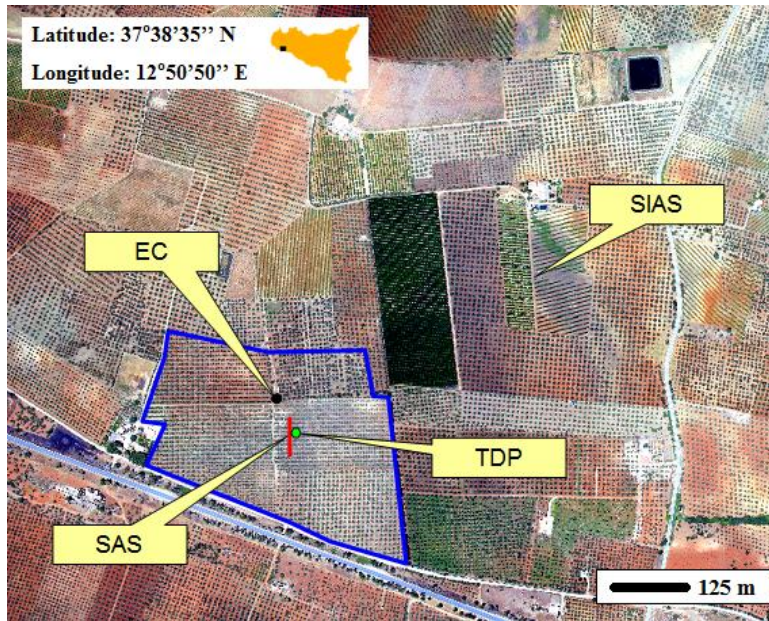 Latitude: 37°38'35'' N
Longitude: 12°50'50'' E
SIAS
EC
TDP
SAS
125 m